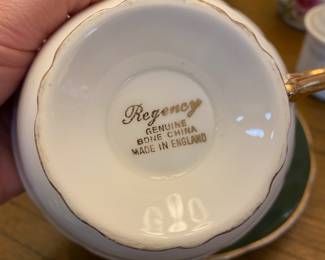 Regency
GENUINE
BONE CHINA
MADE IN ENGLAND